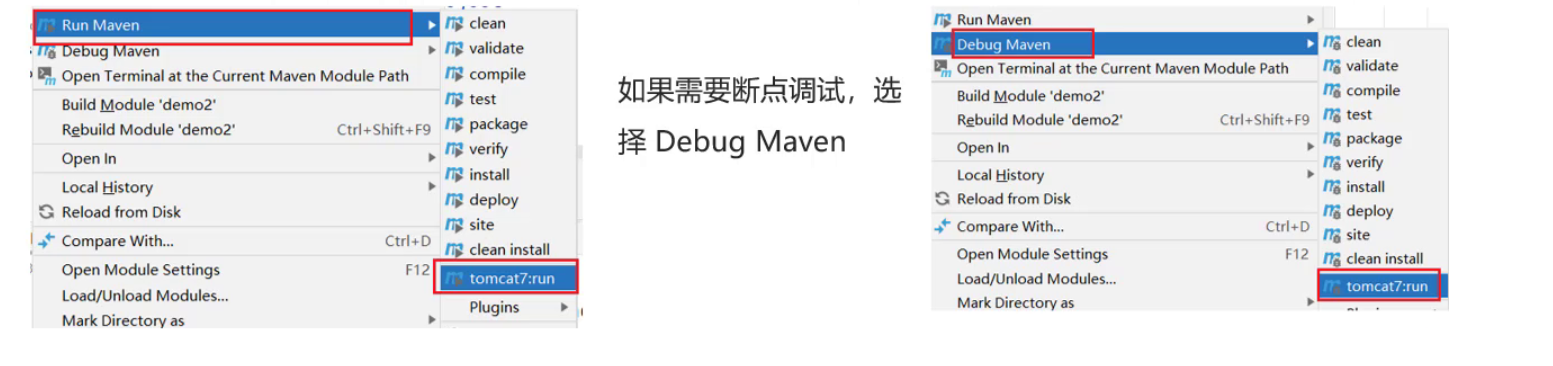 Run Maven
Debug Maven
Open Terminal at the Current Maven Module Path
Build Module 'demo2'
Rebuild Module 'demo2' Ctrl+Shift+F9
Open In
Local History
Reload from Disk
Compare With... Ctrl+D
Open Module Settings F12
Load/Unload Modules...
Mark Directory as
clean
validate
compile
test
package
verify
install
deploy
site
clean install
tomcat7:run
Plugins
如果需要断点调试，选
择 Debug Maven
Run Maven
Debug Maven
Open Terminal at the Current Maven Module Path
Build Module 'demo2'
Rebuild Module 'demo2' Ctrl+Shift+F9
Open In
Local History
Reload from Disk
Compare With... Ctrl+D
Open Module Settings F12
Load/Unload Modules...
Mark Directory as
clean
validate
compile
test
package
verify
install
deploy
site
clean install
tomcat7:run